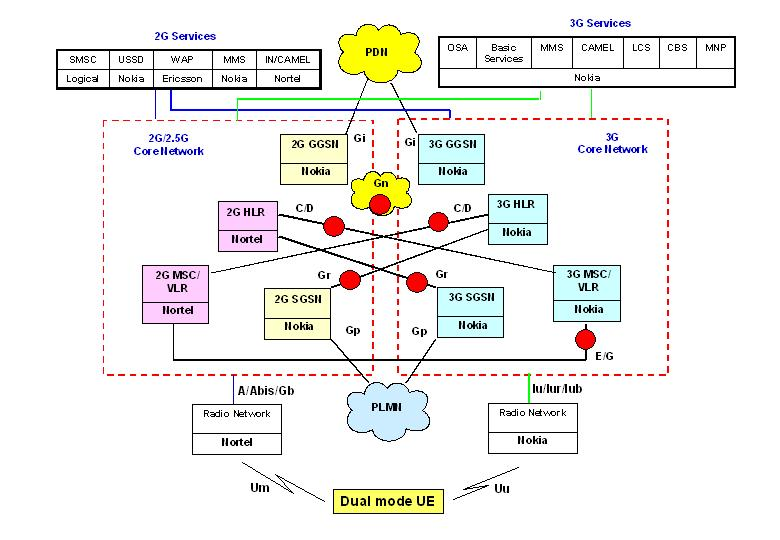 2G Services
3G Services
SMSC USSD WAP MMS IN/CAMEL
Logical Nokia Ericsson Nokia Nortel
PDN
OSA Basic Services MMS CAMEL LCS CBS MNP
Nokia
2G/2.5G
Core Network
3G
Core Network
2G GGSN
Nokia
Gi
Gi
3G GGSN
Nokia
Gn
2G HLR
Nortel
C/D
C/D
3G HLR
Nokia
2G MSC/
VLR
Nortel
Gr
Gr
3G MSC/
VLR
Nokia
2G SGSN
Nokia
3G SGSN
Nokia
Gp
Gp
E/G
A/Abis/Gb
PLMN
Iu/Iur/Iub
Radio Network
Nortel
Radio Network
Nokia
Um
Uu
Dual mode UE